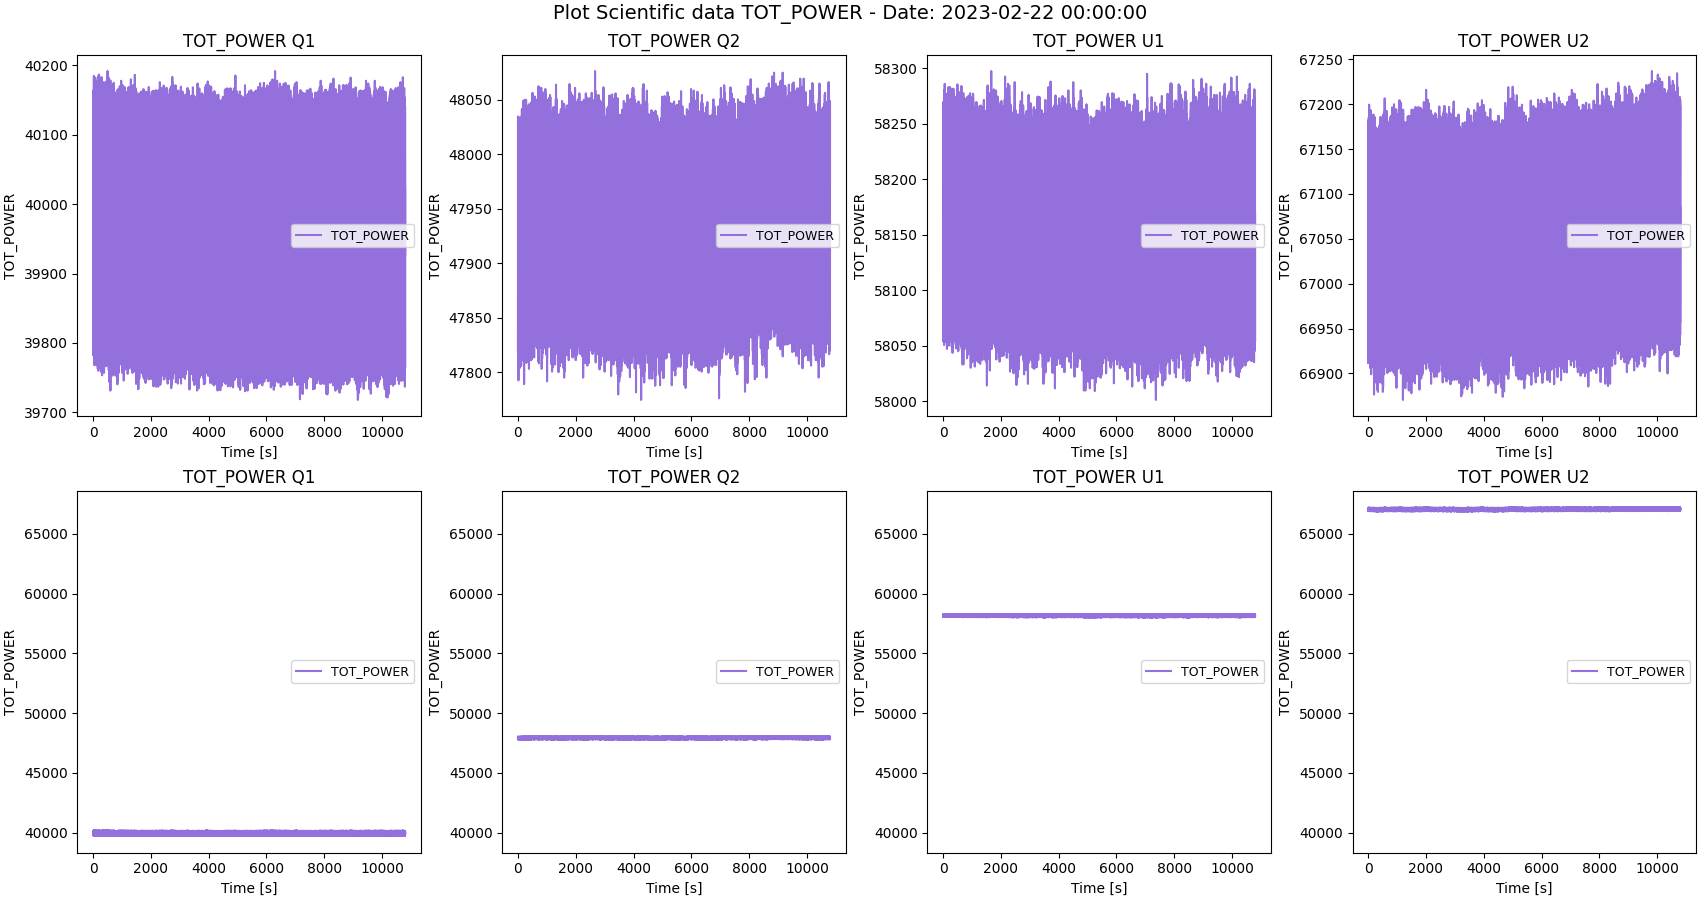 Plot Scientific data TOT_POWER - Date: 2023-02-22 00:00:00
TOT_POWER Q1
40200
40100
40000
39900
39800
39700
TOT_POWER
TOT_POWER
0 2000 4000 6000 8000 10000
Time [s]
TOT_POWER Q2
48050
48000
47950
47900
47850
47800
TOT_POWER
TOT_POWER
0 2000 4000 6000 8000 10000
Time [s]
TOT_POWER U1
58300
58250
58200
58150
58100
58050
58000
TOT_POWER
TOT_POWER
0 2000 4000 6000 8000 10000
Time [s]
TOT_POWER U2
67250
67200
67150
67100
67050
67000
66950
66900
TOT_POWER
TOT_POWER
0 2000 4000 6000 8000 10000
Time [s]
TOT_POWER Q1
65000
60000
55000
50000
45000
40000
TOT_POWER
TOT_POWER
0 2000 4000 6000 8000 10000
Time [s]
TOT_POWER Q2
65000
60000
55000
50000
45000
40000
TOT_POWER
TOT_POWER
0 2000 4000 6000 8000 10000
Time [s]
TOT_POWER U1
65000
60000
55000
50000
45000
40000
TOT_POWER
TOT_POWER
0 2000 4000 6000 8000 10000
Time [s]
TOT_POWER U2
65000
60000
55000
50000
45000
40000
TOT_POWER
TOT_POWER
0 2000 4000 6000 8000 10000
Time [s]